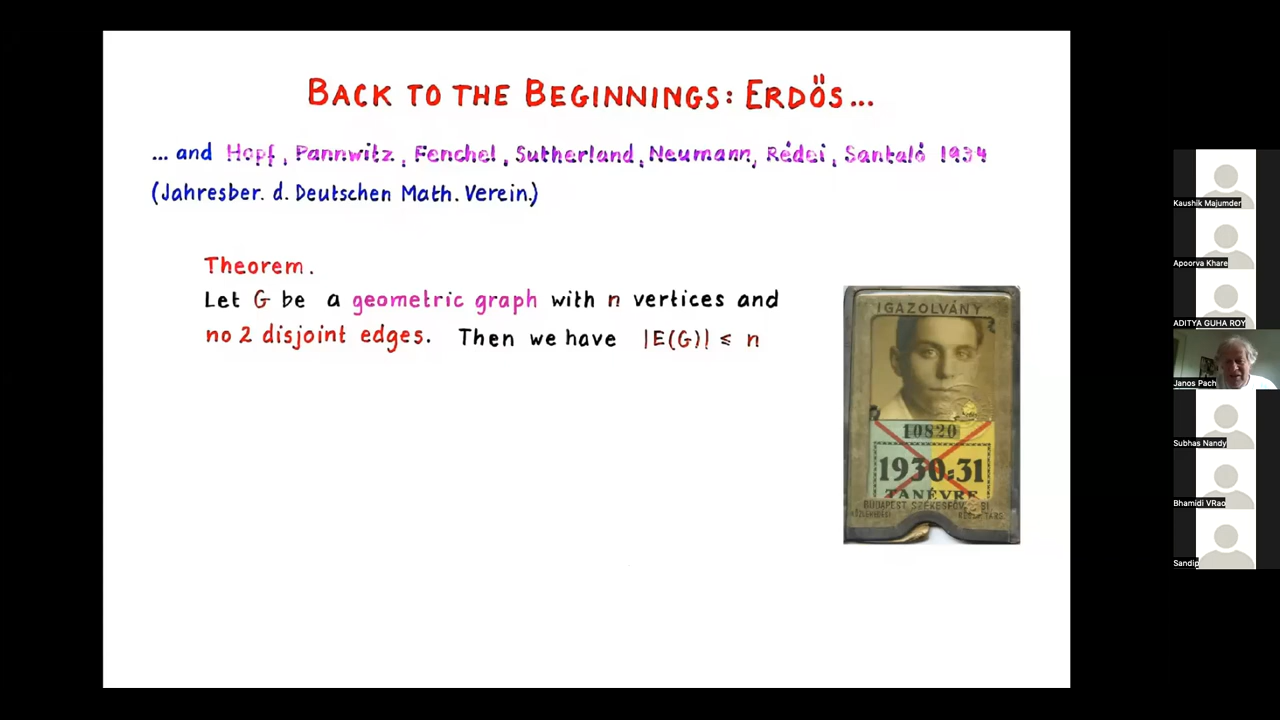 BACK TO THE BEGINNINGS: ERDŐS...
... and Hopf, Pannwitz, Fenchel, Sutherland, Neumann, Rédei, Santaló 1934
(Jahresber. d. Deutschen Math. Verein.)
Theorem.
Let G be a geometric graph with n vertices and
no 2 disjoint edges. Then we have |E(G)| ≤ n
IGAZOLVÁNY
10820
1930-31
TANÉVRE
Kaushik Majumder
Apoorva Khare
ADITYA GUHA ROY
Janos Pach
Subhas Nandy
Bhamidi VRao
Sandip